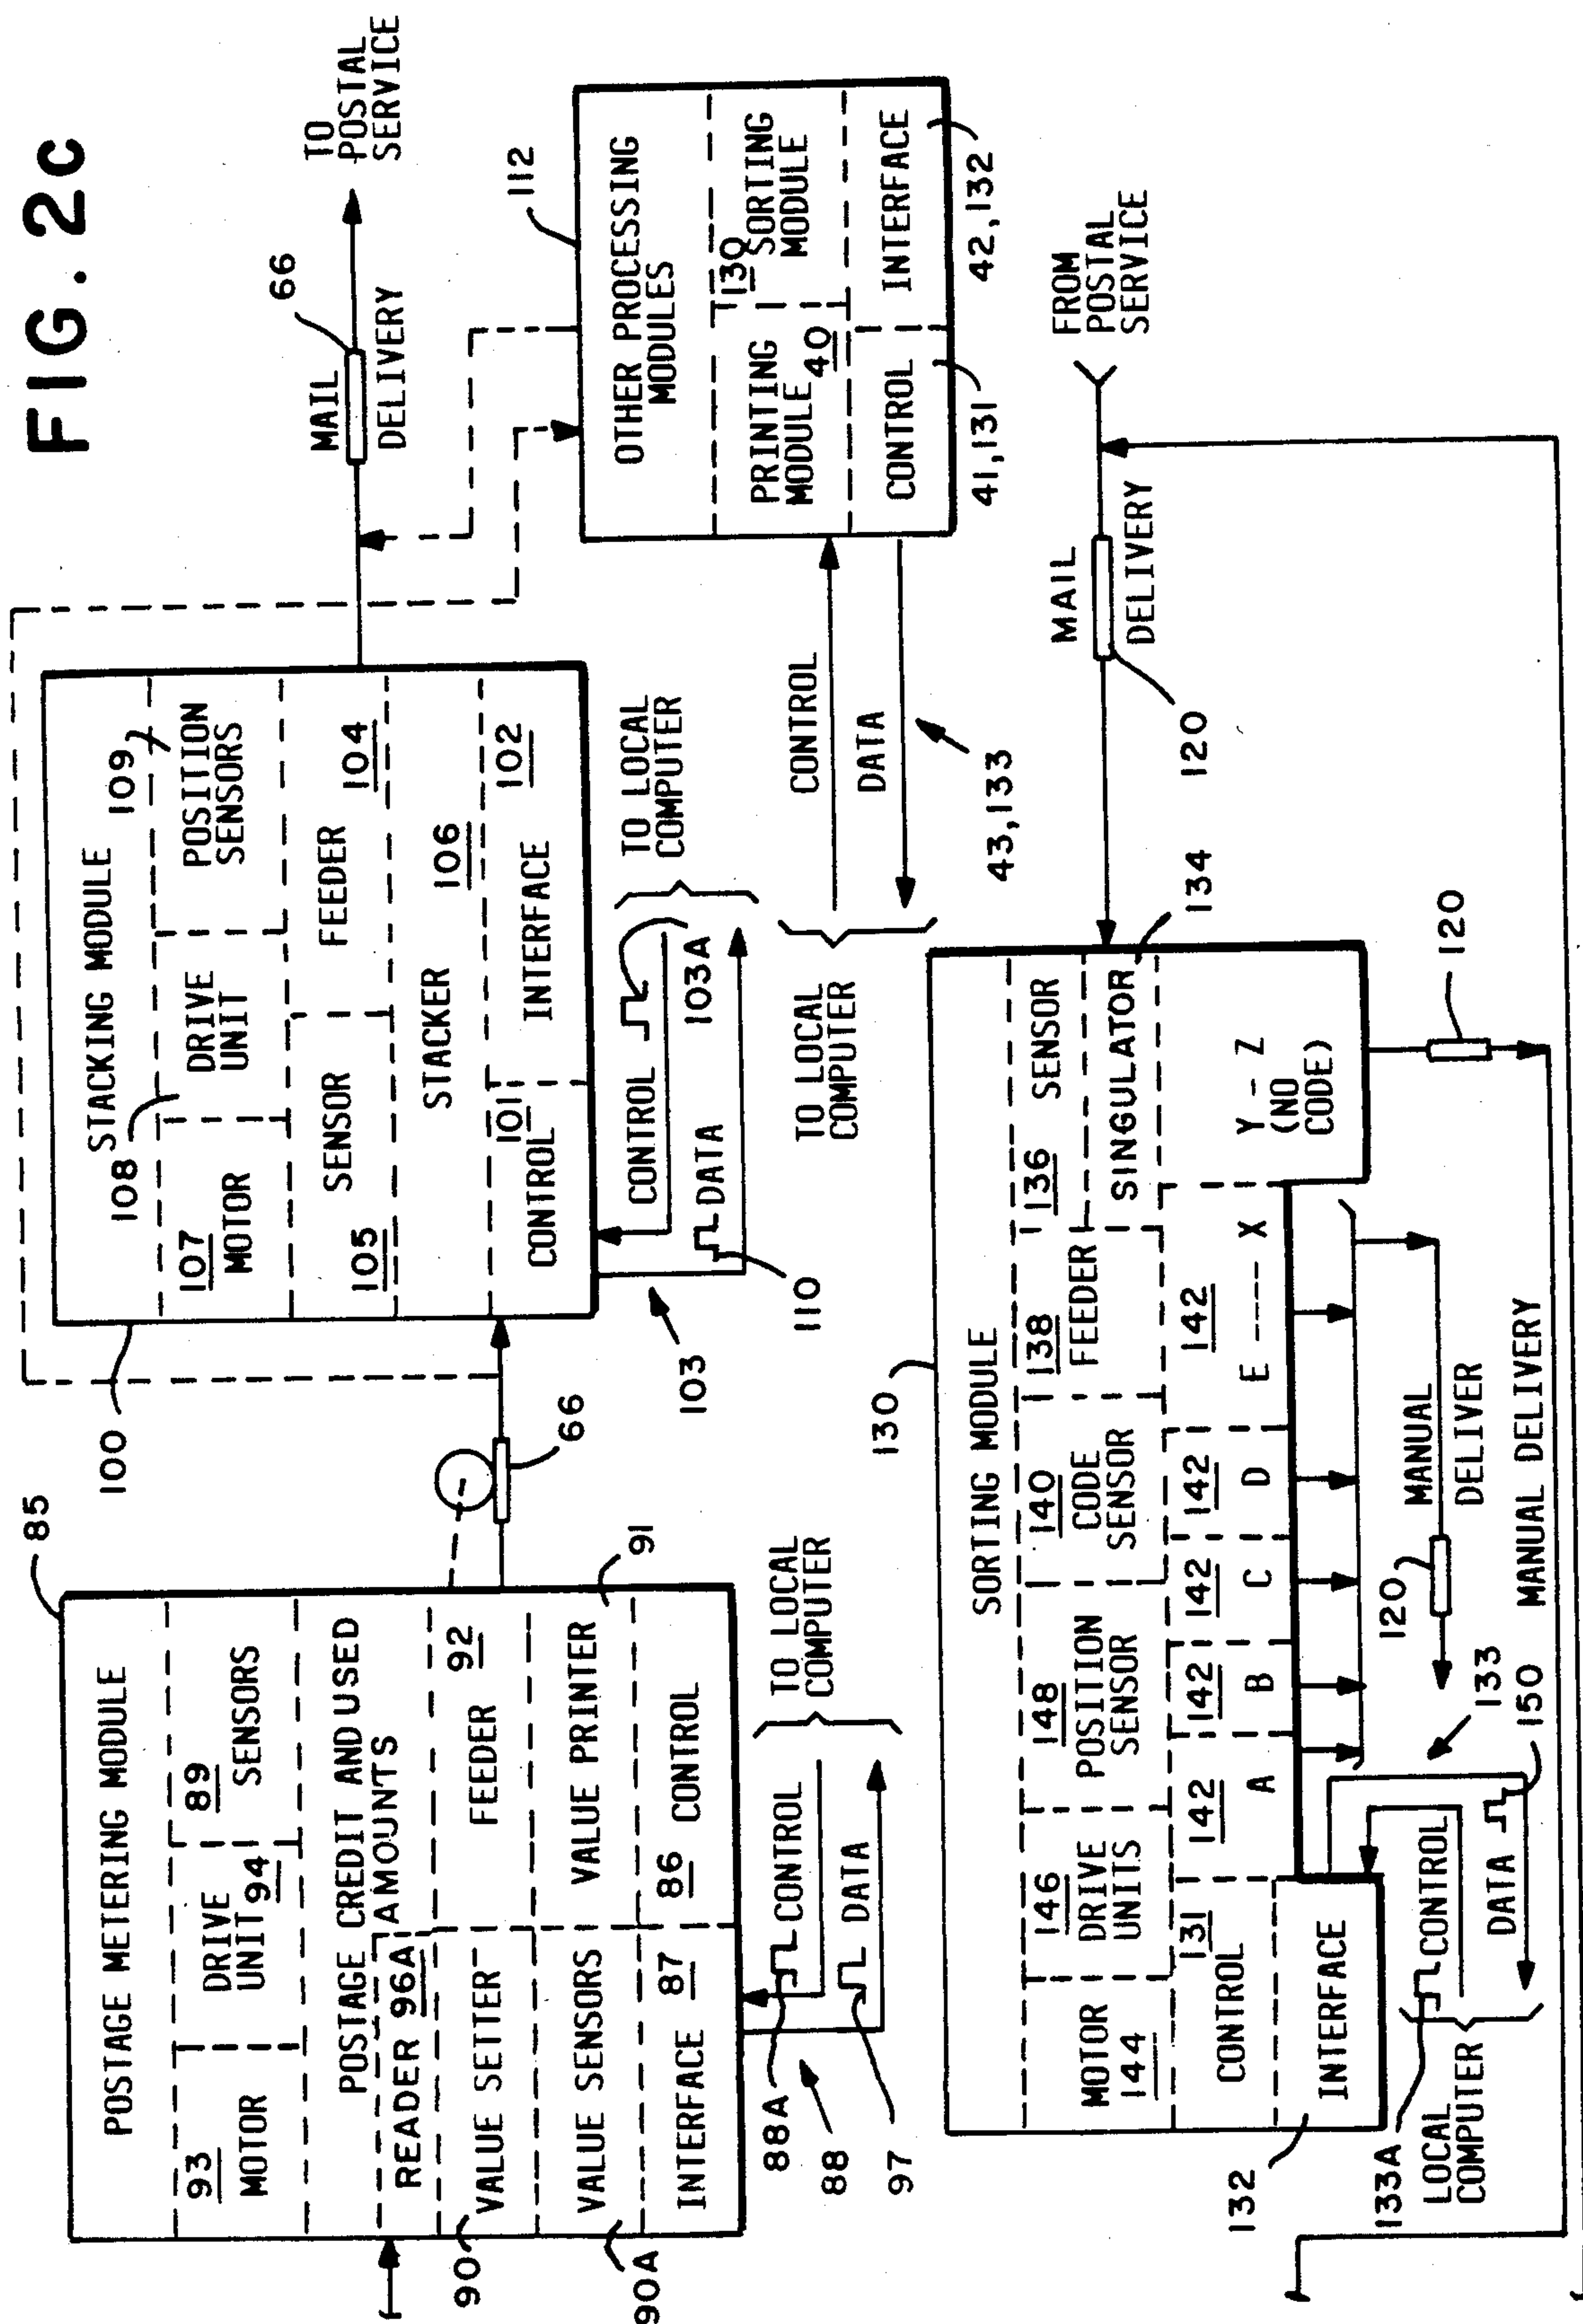 FIG. 2c
85
POSTAGE METERING MODULE
93
MOTOR
DRIVE
UNIT 94
89
SENSORS
POSTAGE CREDIT AND USED
AMOUNTS
READER 96A
90
VALUE SETTER
92
FEEDER
90A
VALUE SENSORS
VALUE PRINTER
91
INTERFACE
87
86
CONTROL
88A
CONTROL
88
DATA
97
TO LOCAL
COMPUTER
66
100
STACKING MODULE
107
MOTOR
108
DRIVE
UNIT
109
POSITION
SENSORS
105
SENSOR
FEEDER
104
STACKER
106
CONTROL
101
INTERFACE
102
CONTROL
103A
DATA
110
103
TO LOCAL
COMPUTER
66
MAIL
DELIVERY
TO
POSTAL
SERVICE
112
OTHER PROCESSING
MODULES
PRINTING
MODULE 40
130
SORTING
MODULE
CONTROL
INTERFACE
41,131
42,132
CONTROL
DATA
43,133
TO LOCAL
COMPUTER
130
SORTING MODULE
MOTOR
144
146
DRIVE
UNITS
148
POSITION
SENSOR
140
CODE
SENSOR
138
FEEDER
136
SENSOR
SINGULATOR
134
131
CONTROL
INTERFACE
132
142
A
142
B
142
C
142
D
142
E ---- X
Y - Z
(NO
CODE)
MAIL
DELIVERY
120
FROM
POSTAL
SERVICE
120
MANUAL
DELIVER
120
133
133A
CONTROL
DATA
150
LOCAL
COMPUTER
MANUAL DELIVERY